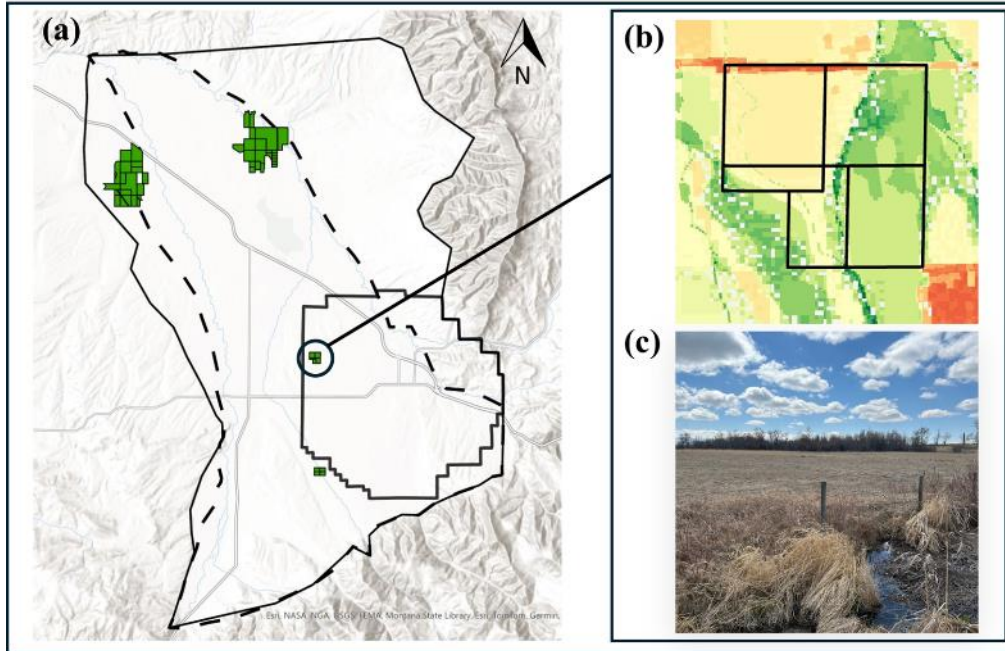 (a)
N
Esri, NASA, NGA, USGS, FEMA, Montana State Library, Esri, TomTom, Garmin,
(b)
(c)